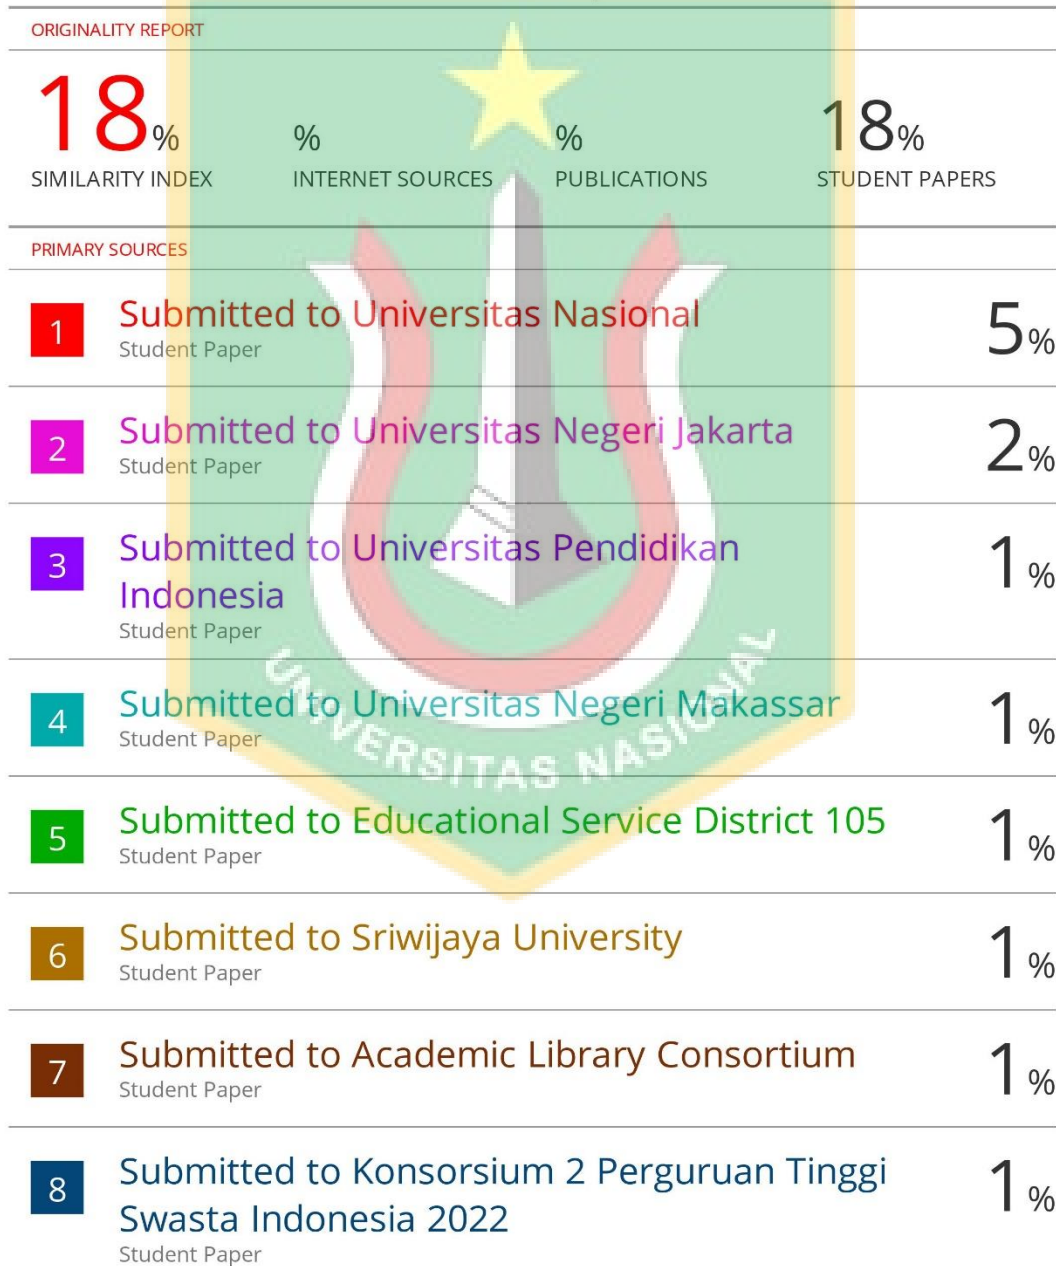 ORIGINALITY REPORT
18% % % 18%
SIMILARITY INDEX INTERNET SOURCES PUBLICATIONS STUDENT PAPERS
PRIMARY SOURCES
1 Submitted to Universitas Nasional 5%
Student Paper
2 Submitted to Universitas Negeri Jakarta 2%
Student Paper
3 Submitted to Universitas Pendidikan 1%
Indonesia
Student Paper
4 Submitted to Universitas Negeri Makassar 1%
Student Paper
5 Submitted to Educational Service District 105 1%
Student Paper
6 Submitted to Sriwijaya University 1%
Student Paper
7 Submitted to Academic Library Consortium 1%
Student Paper
8 Submitted to Konsorsium 2 Perguruan Tinggi 1%
Swasta Indonesia 2022
Student Paper
UNIVERSITAS NASIONAL